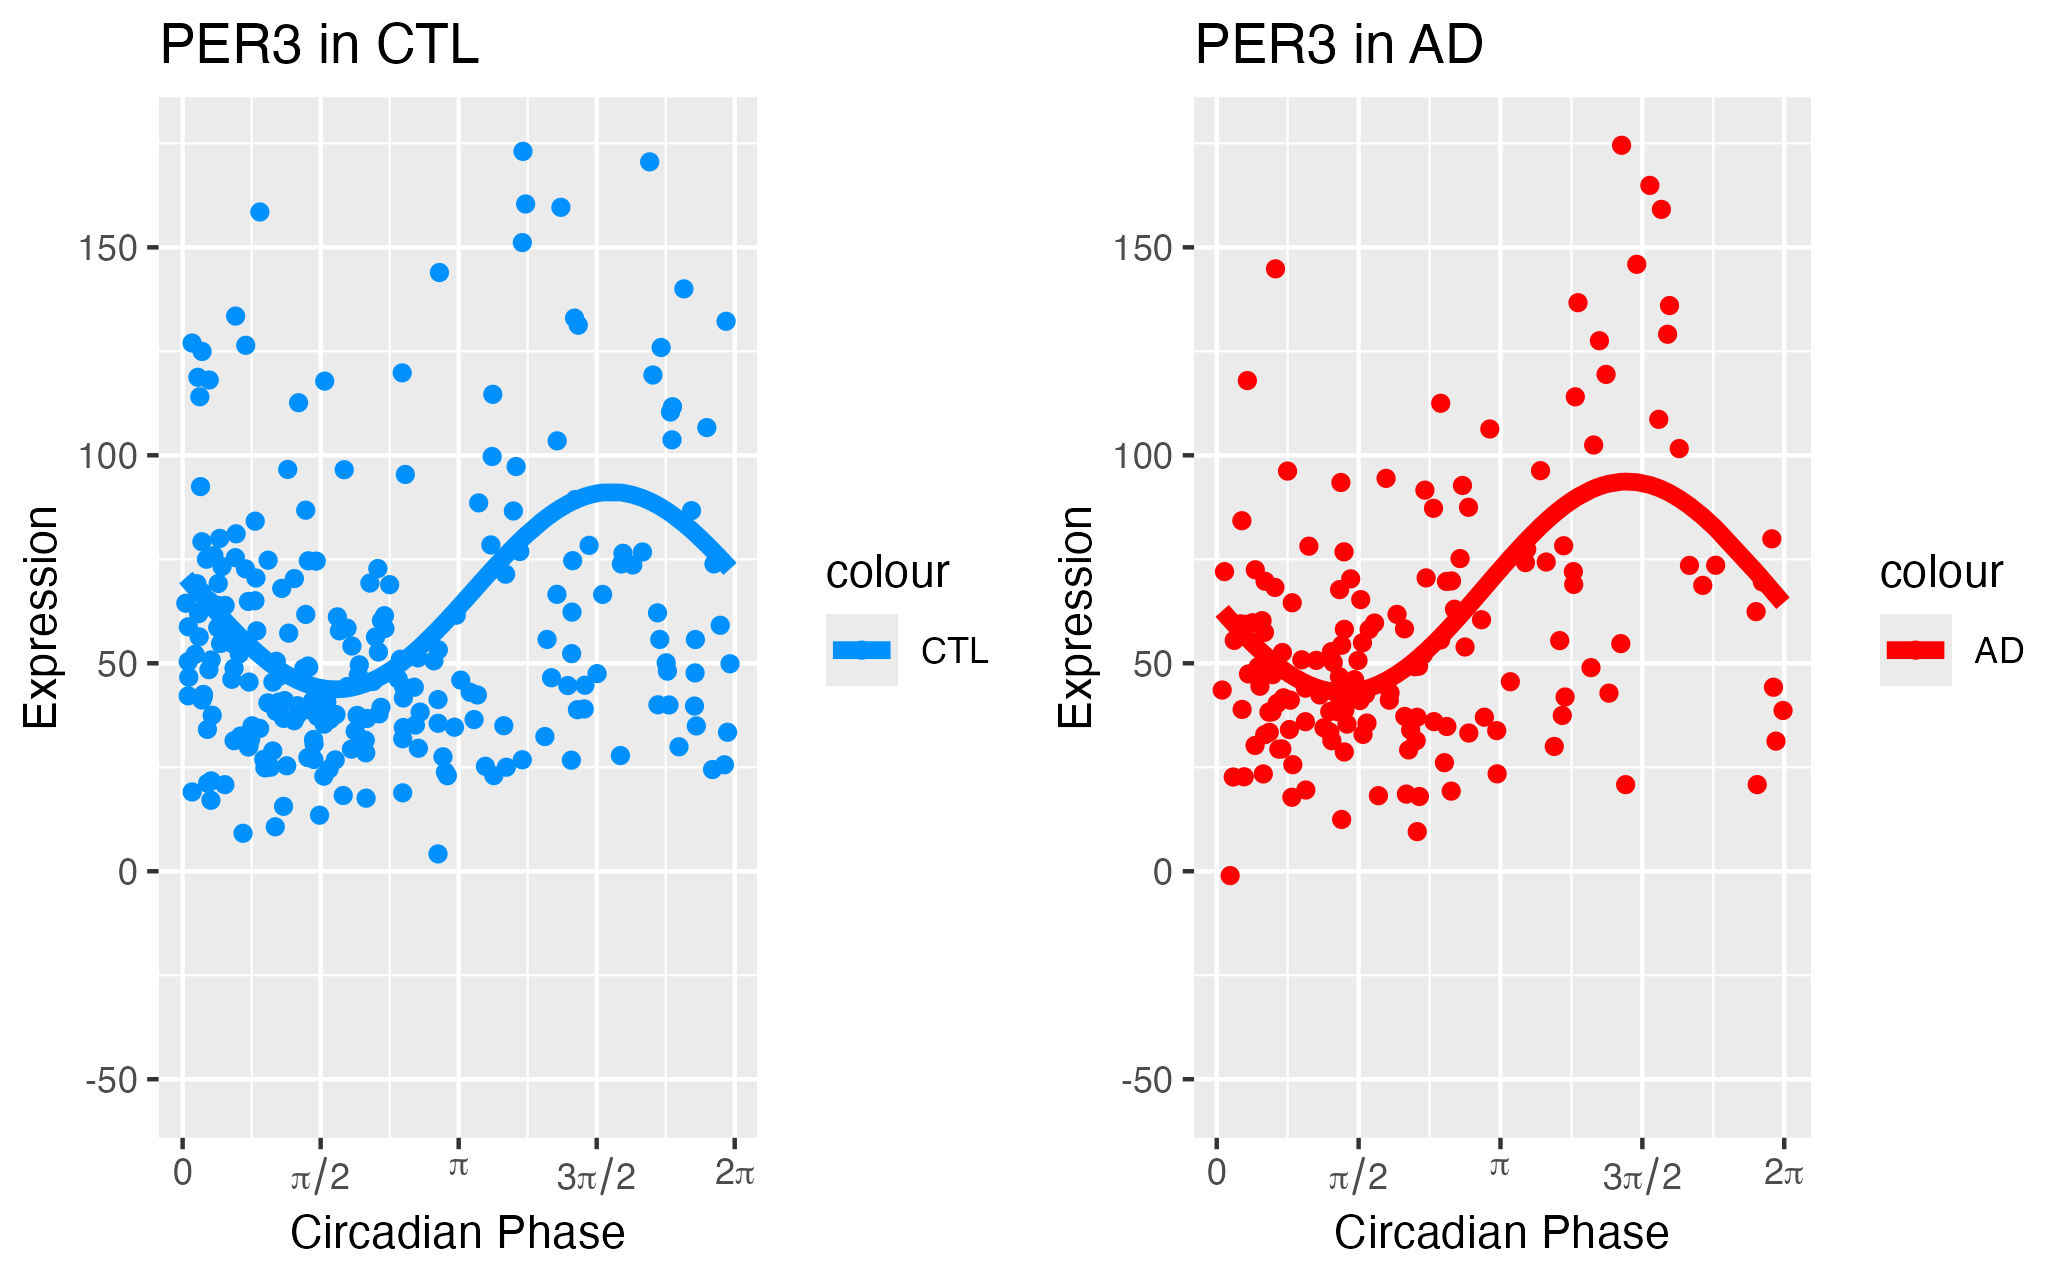 PER3 in CTL
150
100
50
0
-50
Expression
0 π/2 π 3π/2 2π
Circadian Phase
colour
CTL
PER3 in AD
150
100
50
0
-50
Expression
0 π/2 π 3π/2 2π
Circadian Phase
colour
AD